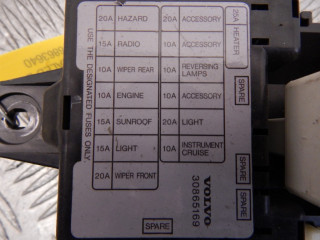 20A HAZARD
20A ACCESSORY
15A RADIO
10A ACCESSORY
10A WIPER REAR
10A REVERBING
LAMPS
10A ENGINE
10A ACCESSORY
15A SUNROOF
20A LIGHT
15A LIGHT
10A INSTRUMENT
CRUISE
20A WIPER FRONT
25A HEATER
SPARE
SPARE
SPARE
SPARE
USE THE DESIGNATED FUSES ONLY
VOLVO
30865169